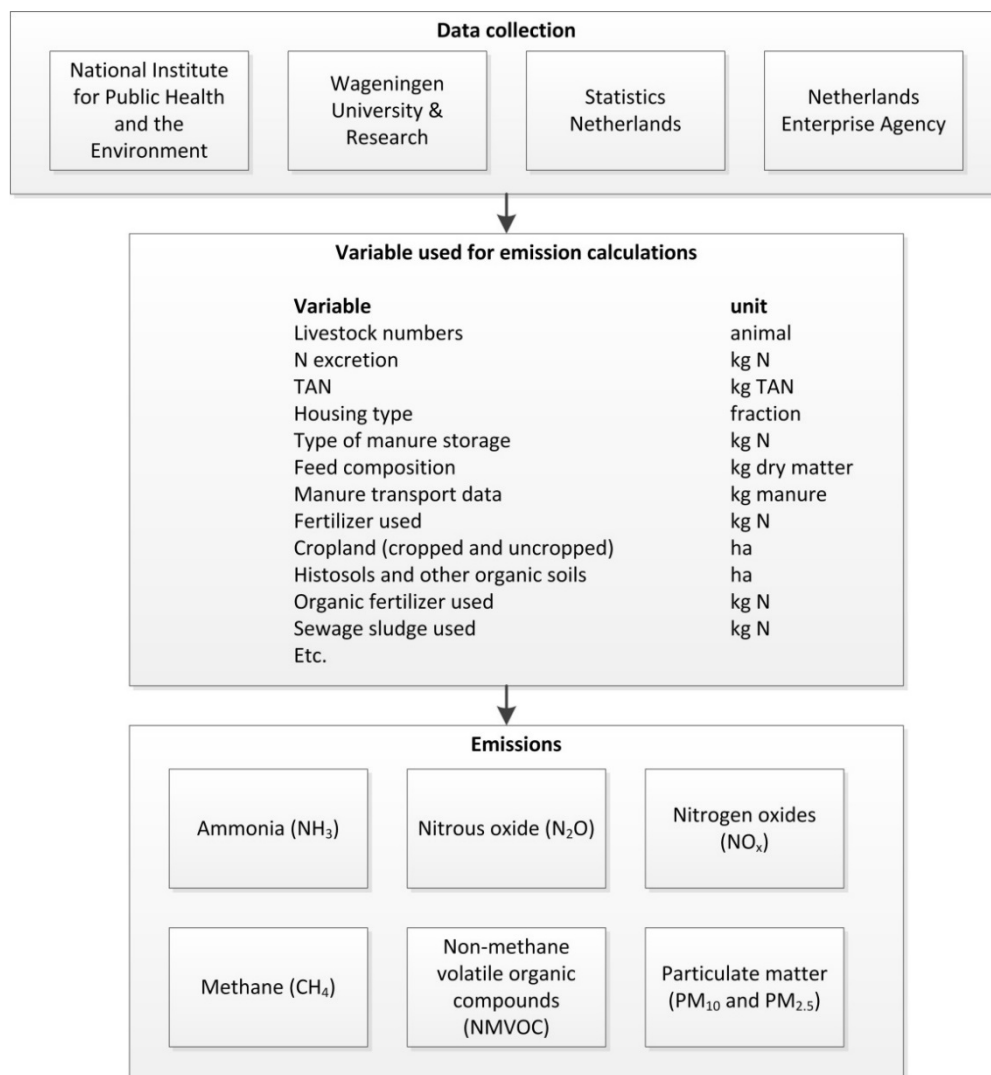 Data collection
National Institute
for Public Health
and the
Environment
Wageningen
University &
Research
Statistics
Netherlands
Netherlands
Enterprise Agency
Variable used for emission calculations
Variable unit
Livestock numbers animal
N excretion kg N
TAN kg TAN
Housing type fraction
Type of manure storage kg N
Feed composition kg dry matter
Manure transport data kg manure
Fertilizer used kg N
Cropland (cropped and uncropped) ha
Histosols and other organic soils ha
Organic fertilizer used kg N
Sewage sludge used kg N
Etc.
Emissions
Ammonia (NH₃)
Nitrous oxide (N₂O)
Nitrogen oxides
(NOₓ)
Methane (CH₄)
Non-methane
volatile organic
compounds
(NMVOC)
Particulate matter
(PM₁₀ and PM₂.₅)